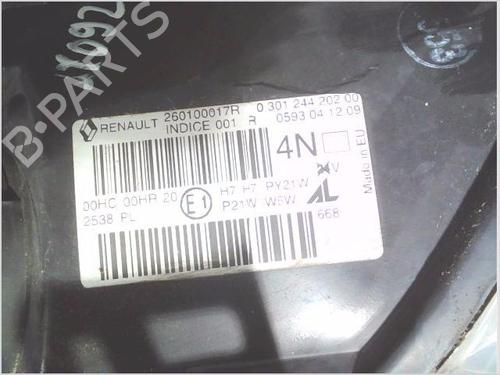 B-PARTS
RENAULT 260100017R 0 301 244 202 00
INDICE 001 R 0593 04 12 09
4N
Made in EU
00HC 00HR 20 E1 H7 H7 PY21W
2538 PL P21W W5W AL
668